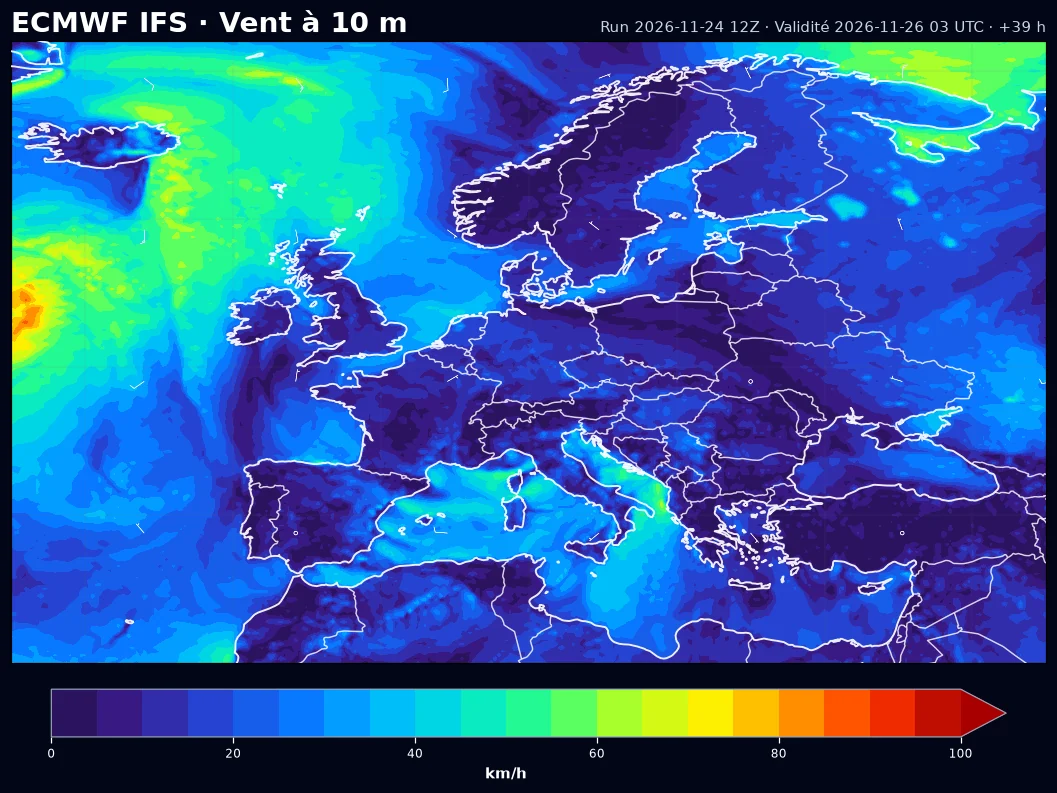 ECMWF IFS · Vent à 10 m
Run 2026-11-24 12Z · Validité 2026-11-26 03 UTC · +39 h
0 20 40 60 80 100
km/h